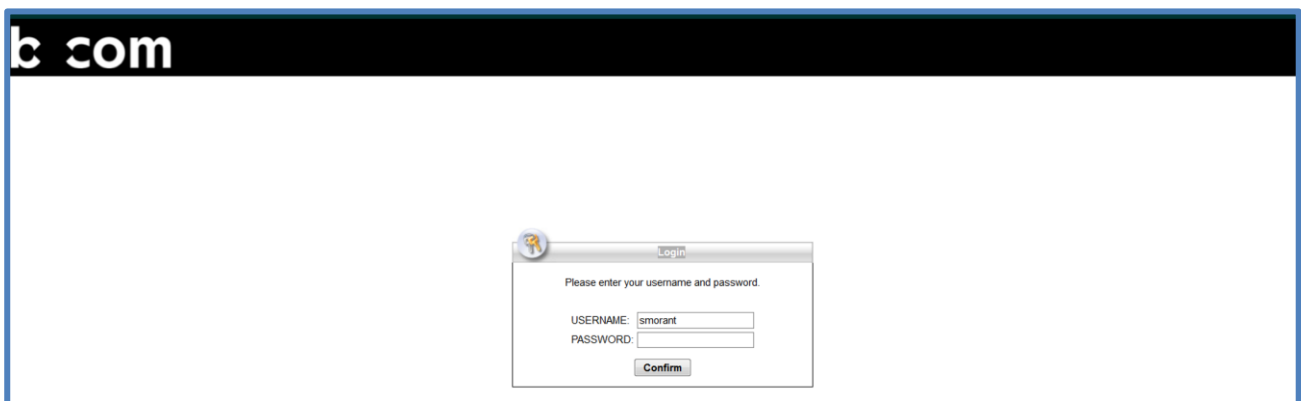 b com
Login
Please enter your username and password.
USERNAME: smorant
PASSWORD:
Confirm